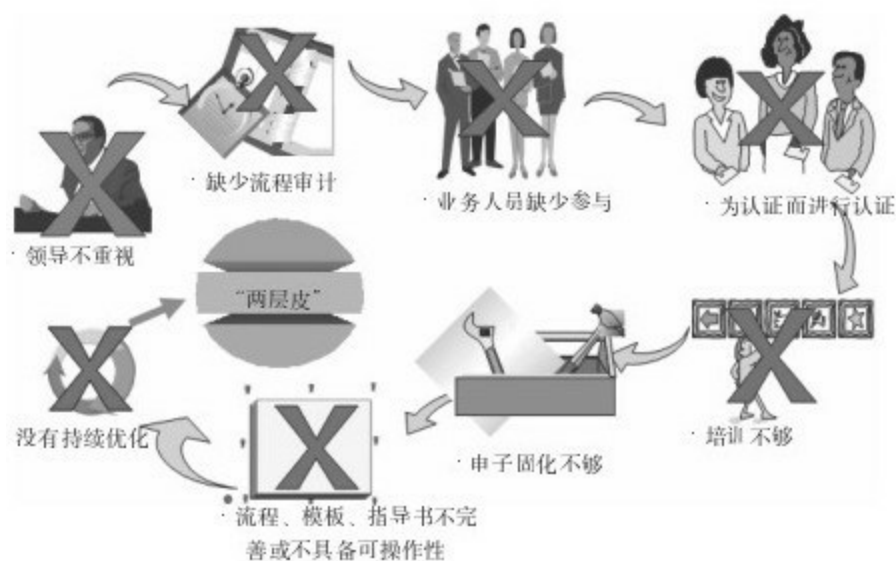 · 领导不重视
· 缺少流程审计
· 业务人员缺少参与
· 为认证而进行认证
· 培训不够
· 申子固化不够
· 流程、模板、指导书不完
善或不具备可操作性
没有持续优化
“两层皮”